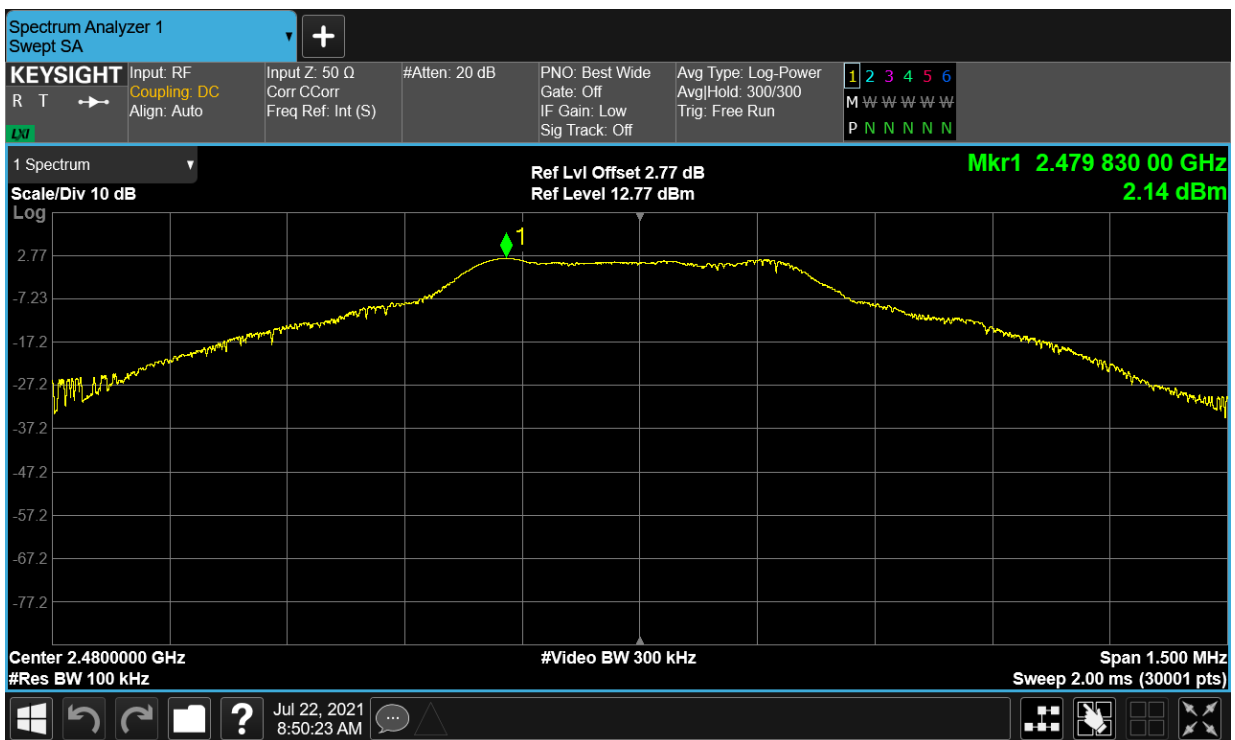 Spectrum Analyzer 1
Swept SA
+
KEYSIGHT
R T
LXI
Input: RF
Coupling: DC
Align: Auto
Input Z: 50 Ω
Corr CCorr
Freq Ref: Int (S)
#Atten: 20 dB
PNO: Best Wide
Gate: Off
IF Gain: Low
Sig Track: Off
Avg Type: Log-Power
Avg|Hold: 300/300
Trig: Free Run
1 2 3 4 5 6
M W W W W W
P N N N N N
1 Spectrum
Scale/Div 10 dB
Log
Ref Lvl Offset 2.77 dB
Ref Level 12.77 dBm
Mkr1 2.479 830 00 GHz
2.14 dBm
1
2.77
-7.23
-17.2
-27.2
-37.2
-47.2
-57.2
-67.2
-77.2
Center 2.4800000 GHz
#Res BW 100 kHz
#Video BW 300 kHz
Span 1.500 MHz
Sweep 2.00 ms (30001 pts)
?
Jul 22, 2021
8:50:23 AM